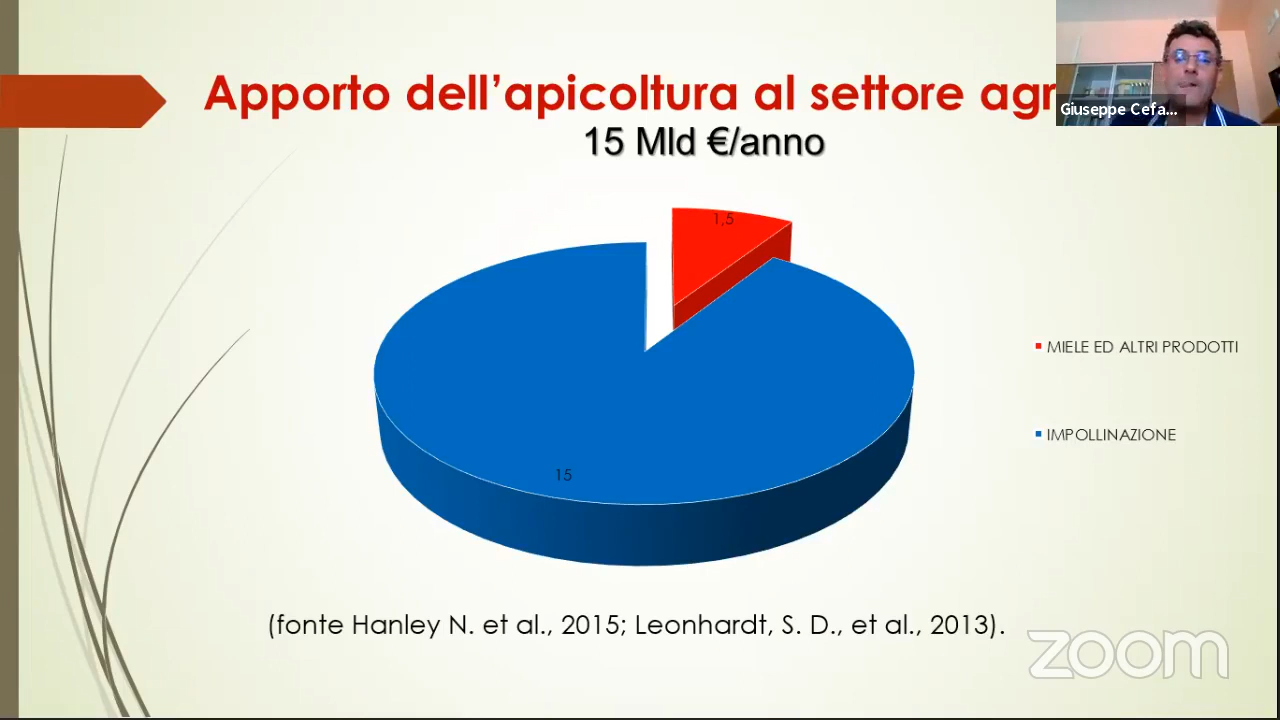 Apporto dell’apicoltura al settore agr
15 Mld €/anno
Giuseppe Cefa...
1,5
MIELE ED ALTRI PRODOTTI
IMPOLLINAZIONE
15
(fonte Hanley N. et al., 2015; Leonhardt, S. D., et al., 2013).
zoom